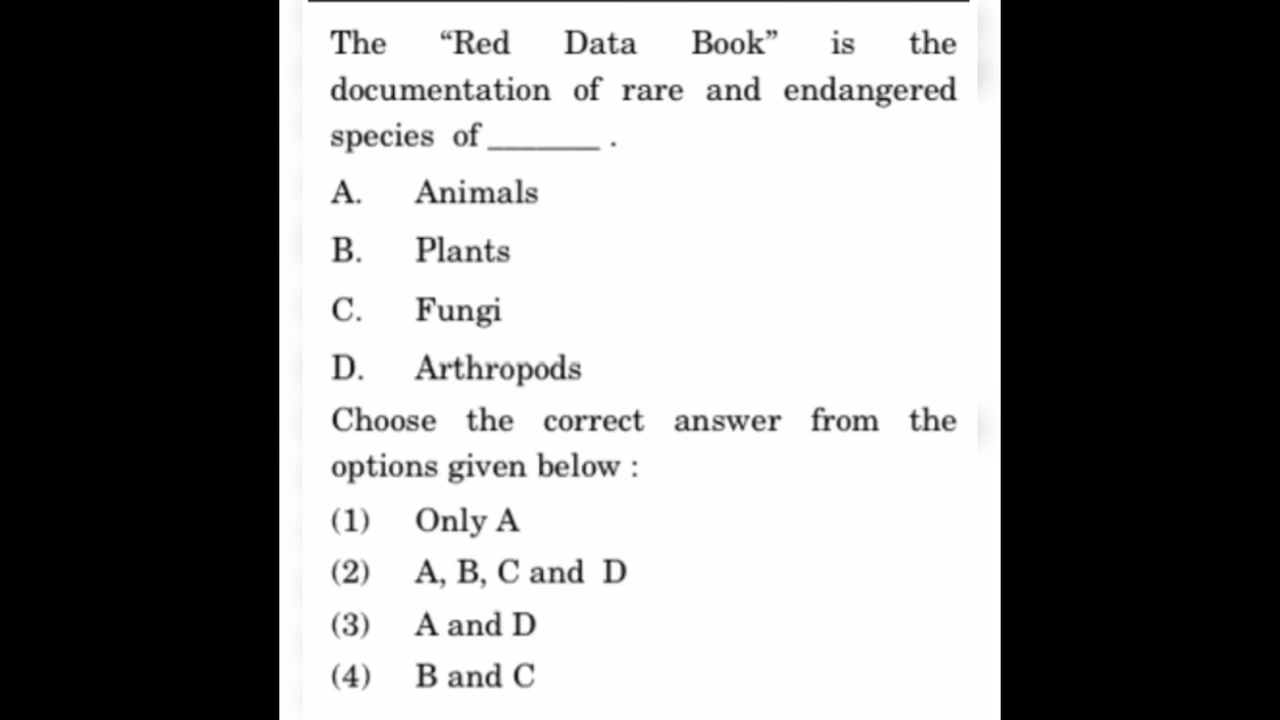 The “Red Data Book” is the
documentation of rare and endangered
species of ______ .
A. Animals
B. Plants
C. Fungi
D. Arthropods
Choose the correct answer from the
options given below :
(1) Only A
(2) A, B, C and D
(3) A and D
(4) B and C